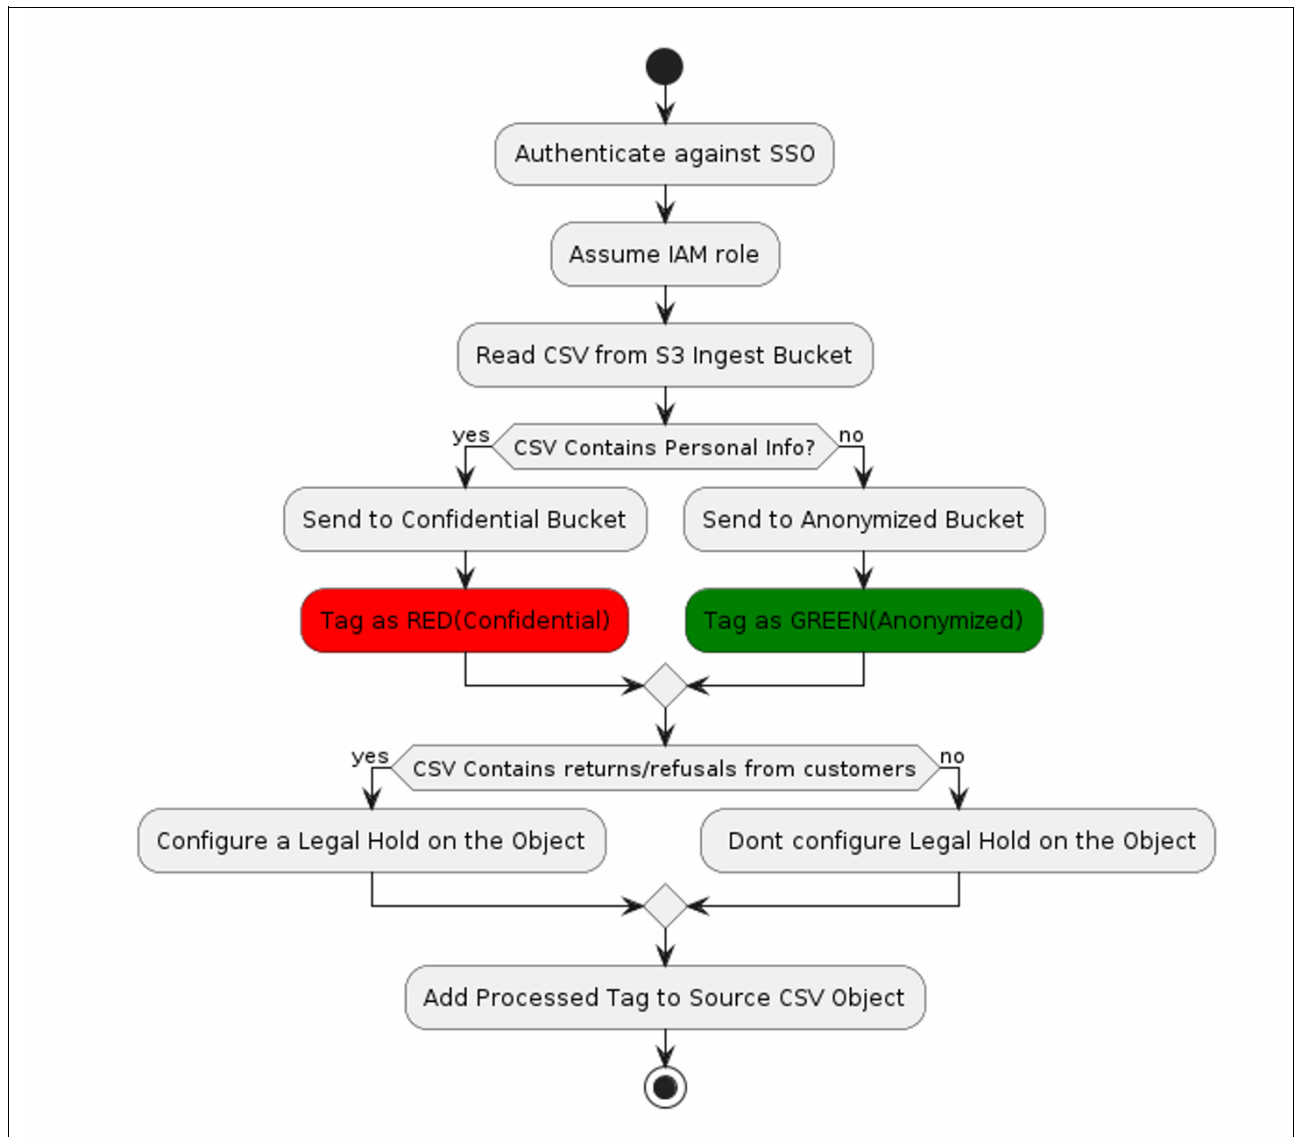 Authenticate against SSO
Assume IAM role
Read CSV from S3 Ingest Bucket
yes
CSV Contains Personal Info?
no
Send to Confidential Bucket
Send to Anonymized Bucket
Tag as RED(Confidential)
Tag as GREEN(Anonymized)
yes
CSV Contains returns/refusals from customers
no
Configure a Legal Hold on the Object
Dont configure Legal Hold on the Object
Add Processed Tag to Source CSV Object